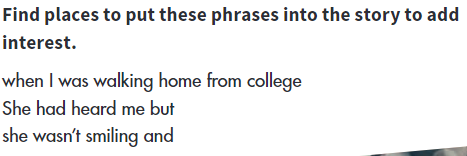 Find places to put these phrases into the story to add
interest.
when I was walking home from college
She had heard me but
she wasn’t smiling and